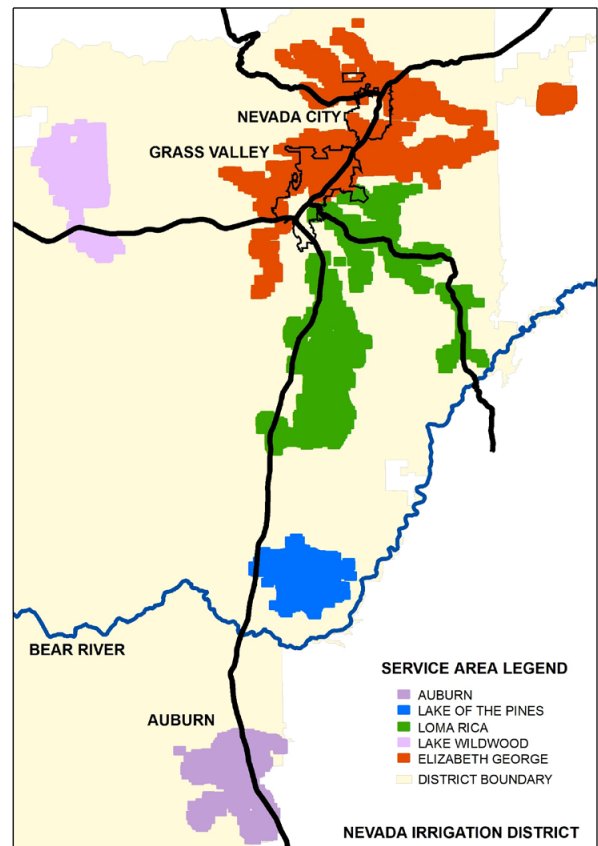 NEVADA CITY
GRASS VALLEY
BEAR RIVER
AUBURN
SERVICE AREA LEGEND
AUBURN
LAKE OF THE PINES
LOMA RICA
LAKE WILDWOOD
ELIZABETH GEORGE
DISTRICT BOUNDARY
NEVADA IRRIGATION DISTRICT